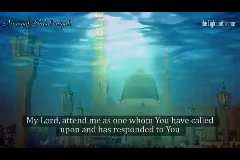 My Lord, attend me as one whom You have called
upon and has responded to You